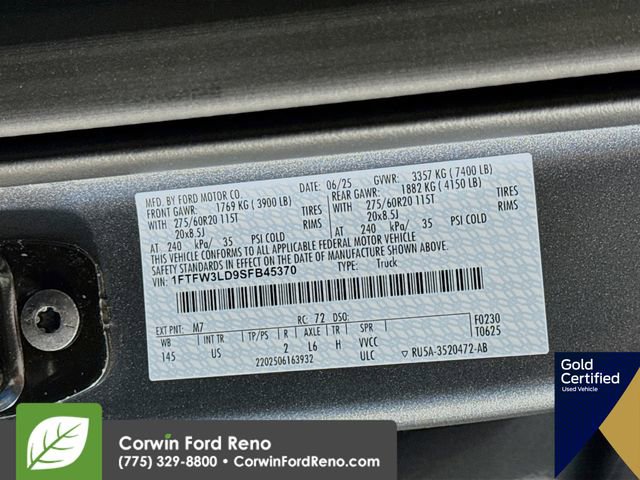 MFD. BY FORD MOTOR CO.
DATE: 06/25
GVWR: 3357 KG ( 7400 LB)
FRONT GAWR: 1769 KG ( 3900 LB)
REAR GAWR: 1882 KG ( 4150 LB)
WITH 275/60R20 115T TIRES
WITH 275/60R20 115T TIRES
20x8.5J RIMS
20x8.5J RIMS
AT 240 kPa/ 35 PSI COLD
AT 240 kPa/ 35 PSI COLD
THIS VEHICLE CONFORMS TO ALL APPLICABLE FEDERAL MOTOR VEHICLE
SAFETY STANDARDS IN EFFECT ON THE DATE OF MANUFACTURE SHOWN ABOVE.
VIN: 1FTFW3LD9SFB45370
TYPE: Truck
F0230
T0625
EXT PNT: M7 RC: 72 DSO:
WB INT TR TP/PS R AXLE TR SPR
145 US 2 L6 H VVCC
2202506163932 ULC ▽ RU5A-3520472-AB
Gold
Certified
Used Vehicle
Corwin Ford Reno
(775) 329-8800 • CorwinFordReno.com